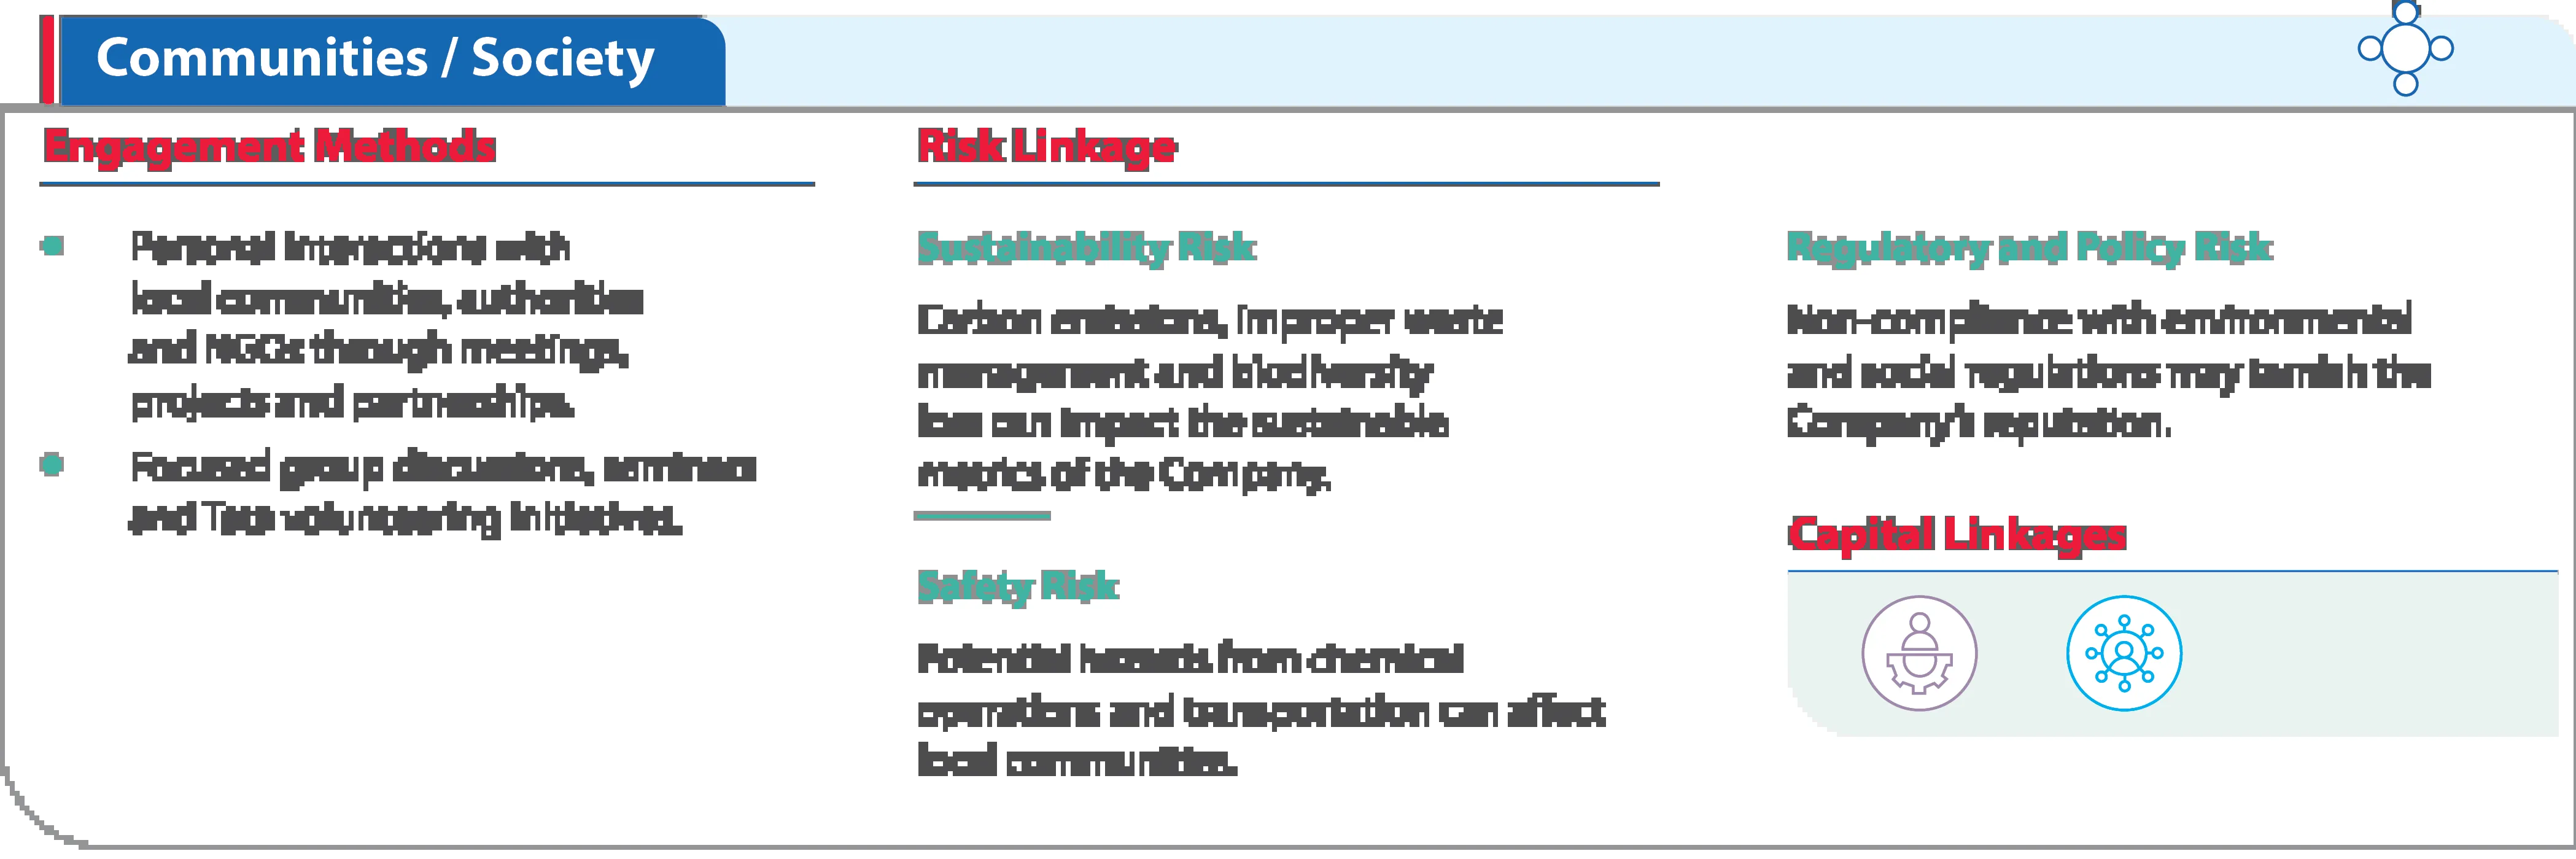 Communities / Society
Engagement Methods
Personal interactions with
local communities, authorities
and NGOs through meetings,
projects and partnerships.
Focused group discussions, seminars
and Tata volunteering initiatives.
Risk Linkage
Sustainability Risk
Carbon emissions, improper waste
management and biodiversity
loss can impact the sustainable
metrics of the Company.
Safety Risk
Potential hazards from chemical
operations and transportation can affect
local communities.
Regulatory and Policy Risk
Non-compliance with environmental
and social regulations may tarnish the
Company's reputation.
Capital Linkages